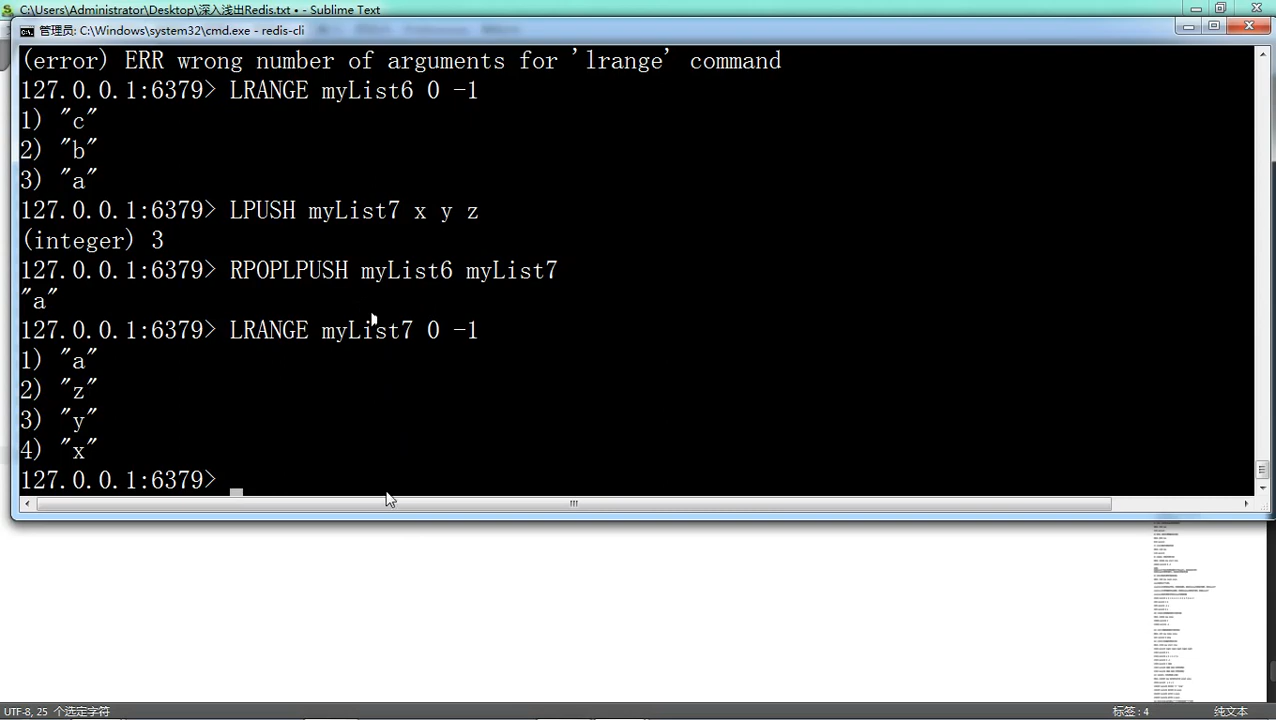 C:\Users\Administrator\Desktop\深入浅出Redis.txt • - Sublime Text
管理员: C:\Windows\system32\cmd.exe - redis-cli
(error) ERR wrong number of arguments for 'lrange' command
127.0.0.1:6379> LRANGE myList6 0 -1
1) "c"
2) "b"
3) "a"
127.0.0.1:6379> LPUSH myList7 x y z
(integer) 3
127.0.0.1:6379> RPOPLPUSH myList6 myList7
"a"
127.0.0.1:6379> LRANGE myList7 0 -1
1) "a"
2) "z"
3) "y"
4) "x"
127.0.0.1:6379>
UTF-8, 7 个选定字符
制表符: 4
纯文本